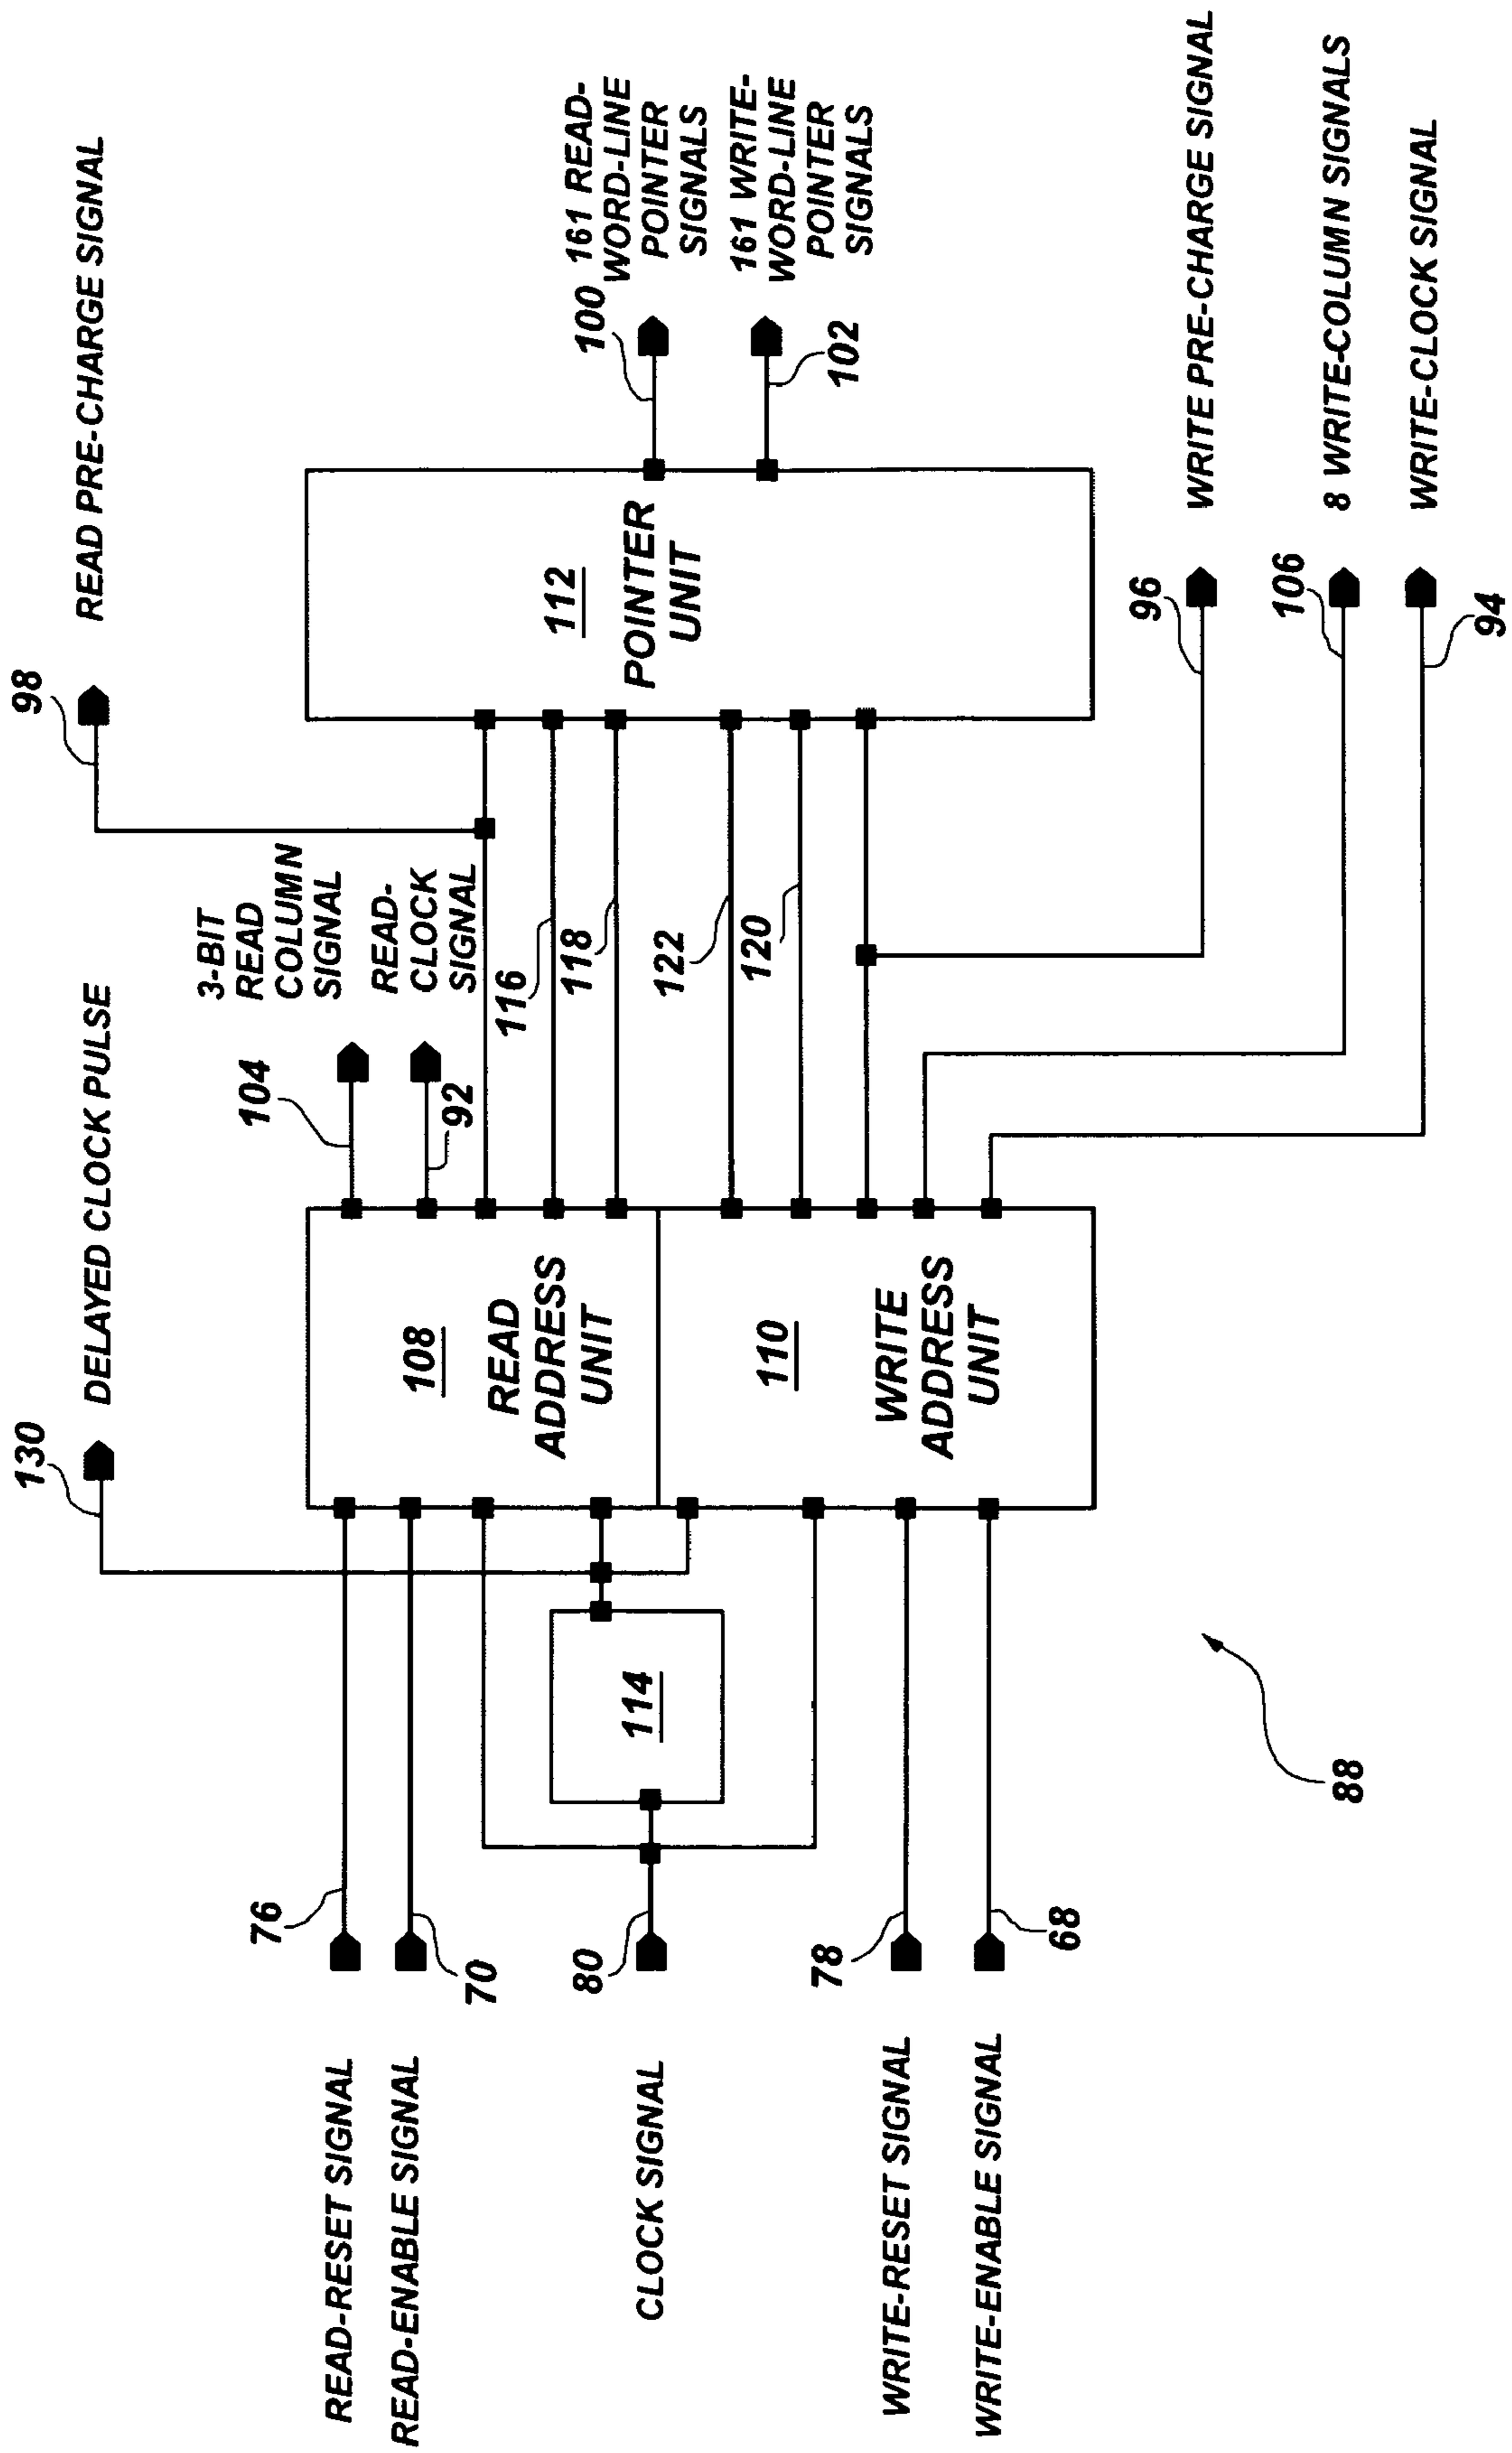 130
DELAYED CLOCK PULSE
98
READ PRE-CHARGE SIGNAL
READ-RESET SIGNAL
76
READ-ENABLE SIGNAL
70
CLOCK SIGNAL
80
114
WRITE-RESET SIGNAL
78
WRITE-ENABLE SIGNAL
68
108
READ
ADDRESS
UNIT
110
WRITE
ADDRESS
UNIT
104
3-BIT
READ
COLUMN
SIGNAL
92
READ-
CLOCK
SIGNAL
116
118
122
120
112
POINTER
UNIT
100
161 READ-
WORD-LINE
POINTER
SIGNALS
102
161 WRITE-
WORD-LINE
POINTER
SIGNALS
96
WRITE PRE-CHARGE SIGNAL
106
8 WRITE-COLUMN SIGNALS
94
WRITE-CLOCK SIGNAL
88